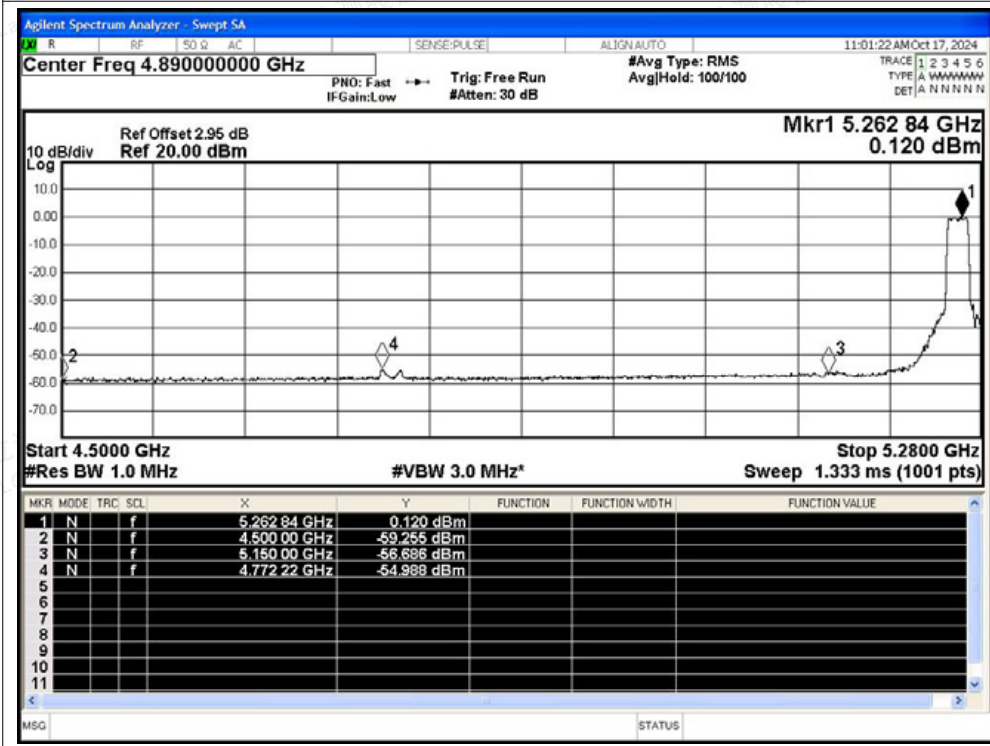 Agilent Spectrum Analyzer - Swept SA
LXI R RF 50 Ω AC SENSE:PULSE ALIGN AUTO 11:01:22 AM Oct 17, 2024
Center Freq 4.890000000 GHz #Avg Type: RMS TRACE 1 2 3 4 5 6
PNO: Fast Trig: Free Run Avg|Hold: 100/100 TYPE A WWWWW
IFGain:Low #Atten: 30 dB DET A N N N N N
Mkr1 5.262 84 GHz
Ref Offset 2.95 dB
10 dB/div Ref 20.00 dBm 0.120 dBm
Log
10.0
1
0.00
-10.0
-20.0
-30.0
-40.0
4
3
-50.0
2
-60.0
-70.0
Start 4.5000 GHz Stop 5.2800 GHz
#Res BW 1.0 MHz #VBW 3.0 MHz* Sweep 1.333 ms (1001 pts)
MKR MODE TRC SCL X Y FUNCTION FUNCTION WIDTH FUNCTION VALUE
1 N f 5.262 84 GHz 0.120 dBm
2 N f 4.500 00 GHz -59.255 dBm
3 N f 5.150 00 GHz -56.686 dBm
4 N f 4.772 22 GHz -54.988 dBm
5
6
7
8
9
10
11
MSG STATUS